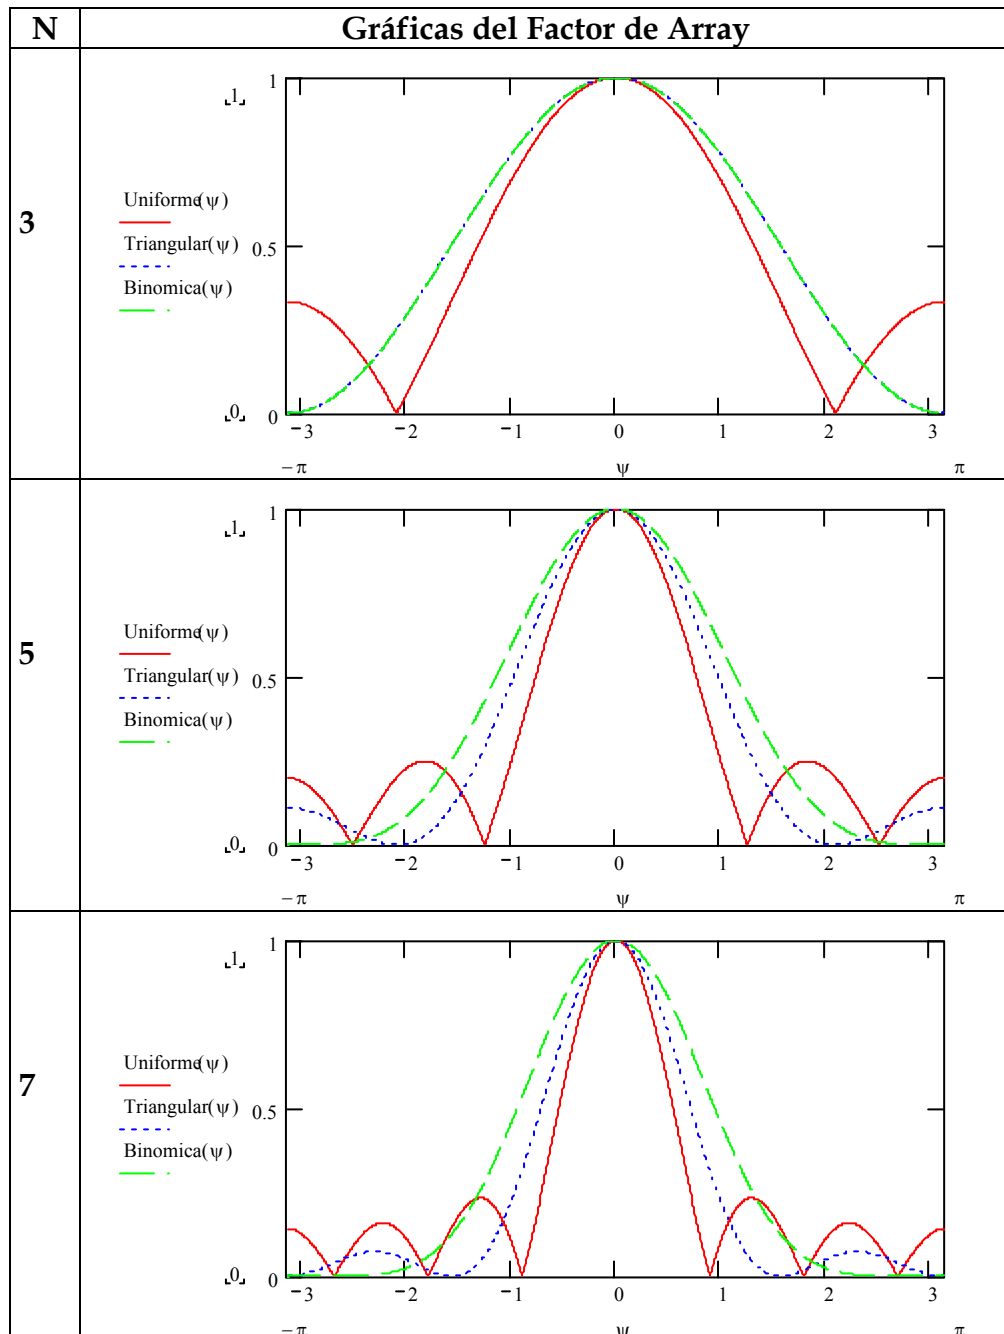 N Gráficas del Factor de Array
3
1
1
Uniforme(ψ)
Triangular(ψ)
0.5
Binomica(ψ)
0
0
−3 −2 −1 0 1 2 3
−π ψ π
5
1
1
Uniforme(ψ)
Triangular(ψ)
0.5
Binomica(ψ)
0
0
−3 −2 −1 0 1 2 3
−π ψ π
7
1
1
Uniforme(ψ)
Triangular(ψ)
0.5
Binomica(ψ)
0
0
−3 −2 −1 0 1 2 3
−π ψ π